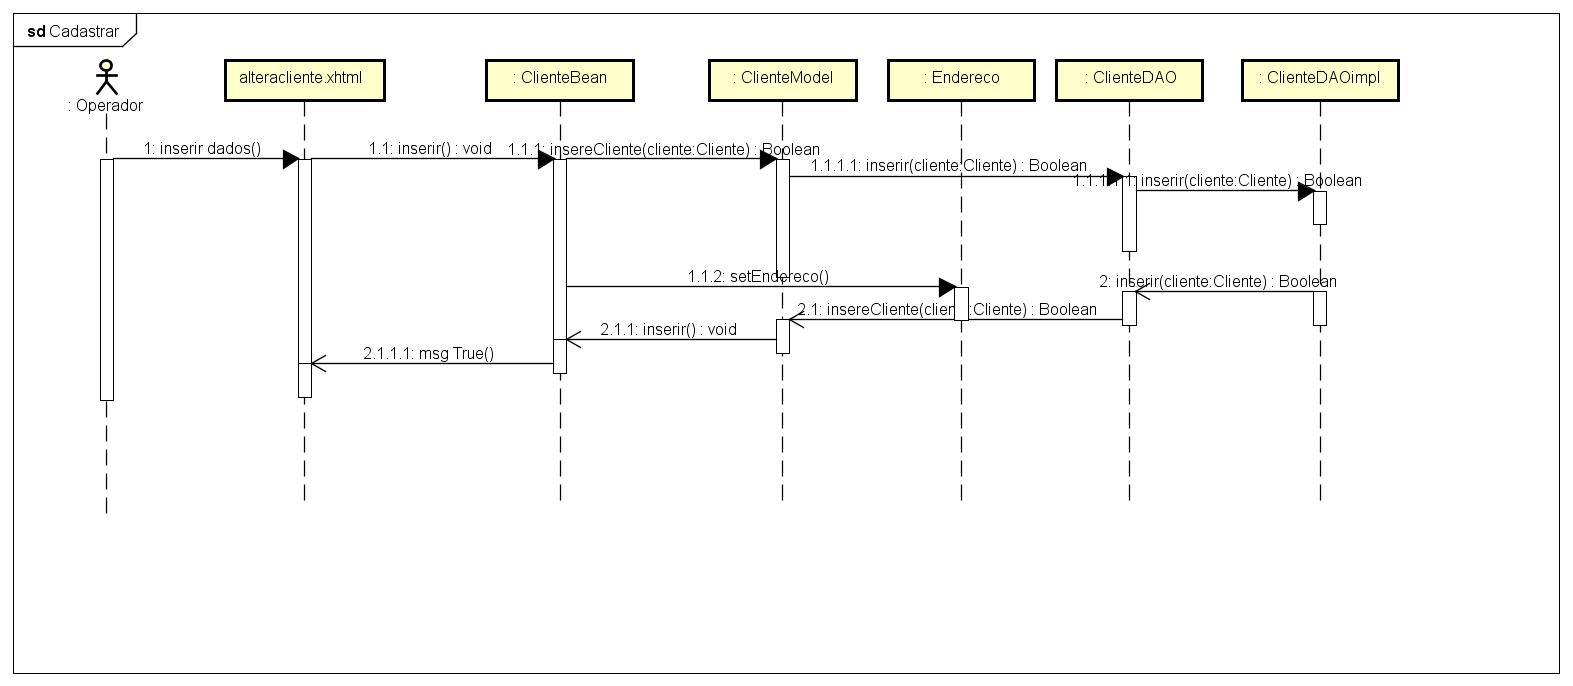 sd Cadastrar
: Operador
alteracliente.xhtml
: ClienteBean
: ClienteModel
: Endereco
: ClienteDAO
: ClienteDAOimpl
1: inserir dados()
1.1: inserir() : void
1.1.1: insereCliente(cliente:Cliente) : Boolean
1.1.1.1: inserir(cliente:Cliente) : Boolean
1.1.1.1.1: inserir(cliente:Cliente) : Boolean
1.1.2: setEndereco()
2: inserir(cliente:Cliente) : Boolean
2.1: insereCliente(cliente:Cliente) : Boolean
2.1.1: inserir() : void
2.1.1.1: msg True()